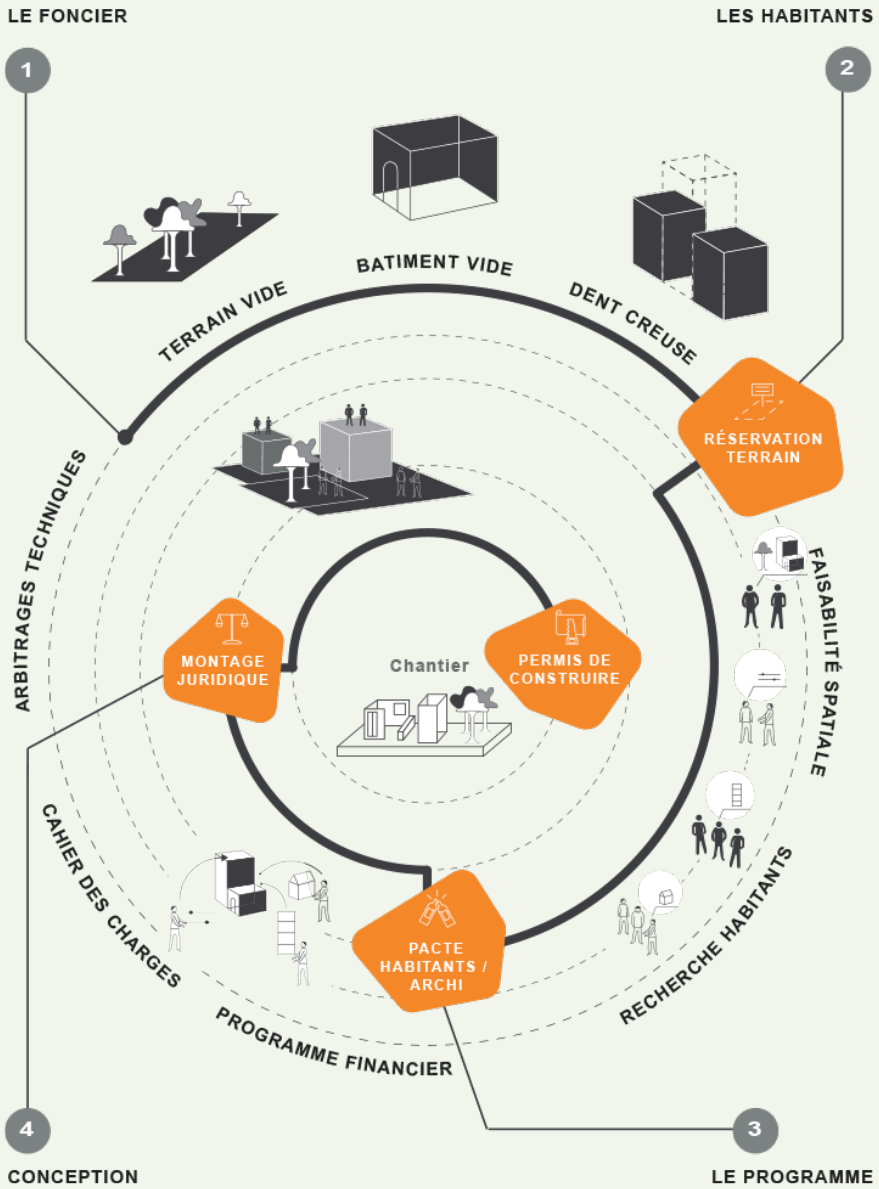 LE FONCIER
LES HABITANTS
1
2
BATIMENT VIDE
TERRAIN VIDE
DENT CREUSE
RÉSERVATION
TERRAIN
ARBITRAGES TECHNIQUES
FAISABILITÉ SPATIALE
MONTAGE
JURIDIQUE
Chantier
PERMIS DE
CONSTRUIRE
CAHIER DES CHARGES
RECHERCHE HABITANTS
PACTE
HABITANTS /
ARCHI
PROGRAMME FINANCIER
4
3
CONCEPTION
LE PROGRAMME